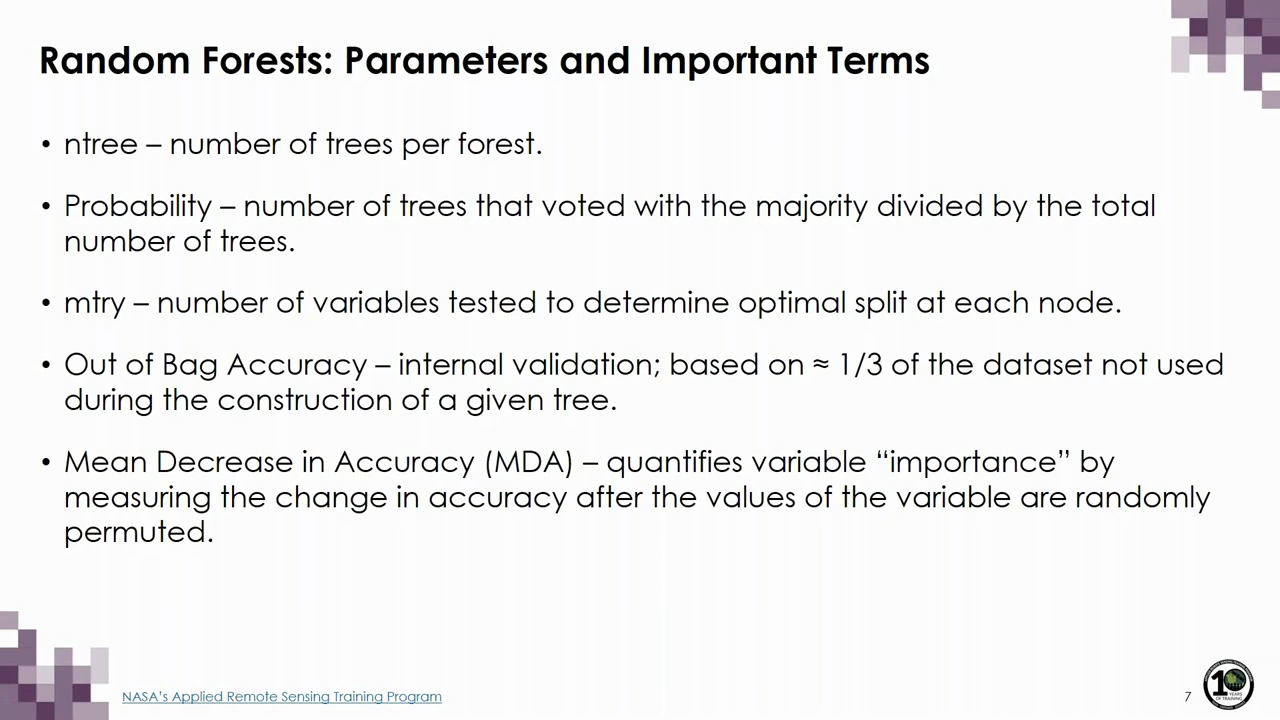 Random Forests: Parameters and Important Terms
• ntree – number of trees per forest.
• Probability – number of trees that voted with the majority divided by the total
number of trees.
• mtry – number of variables tested to determine optimal split at each node.
• Out of Bag Accuracy – internal validation; based on ≈ 1/3 of the dataset not used
during the construction of a given tree.
• Mean Decrease in Accuracy (MDA) – quantifies variable “importance” by
measuring the change in accuracy after the values of the variable are randomly
permuted.
NASA's Applied Remote Sensing Training Program
7
10
YEARS
OF TRAINING